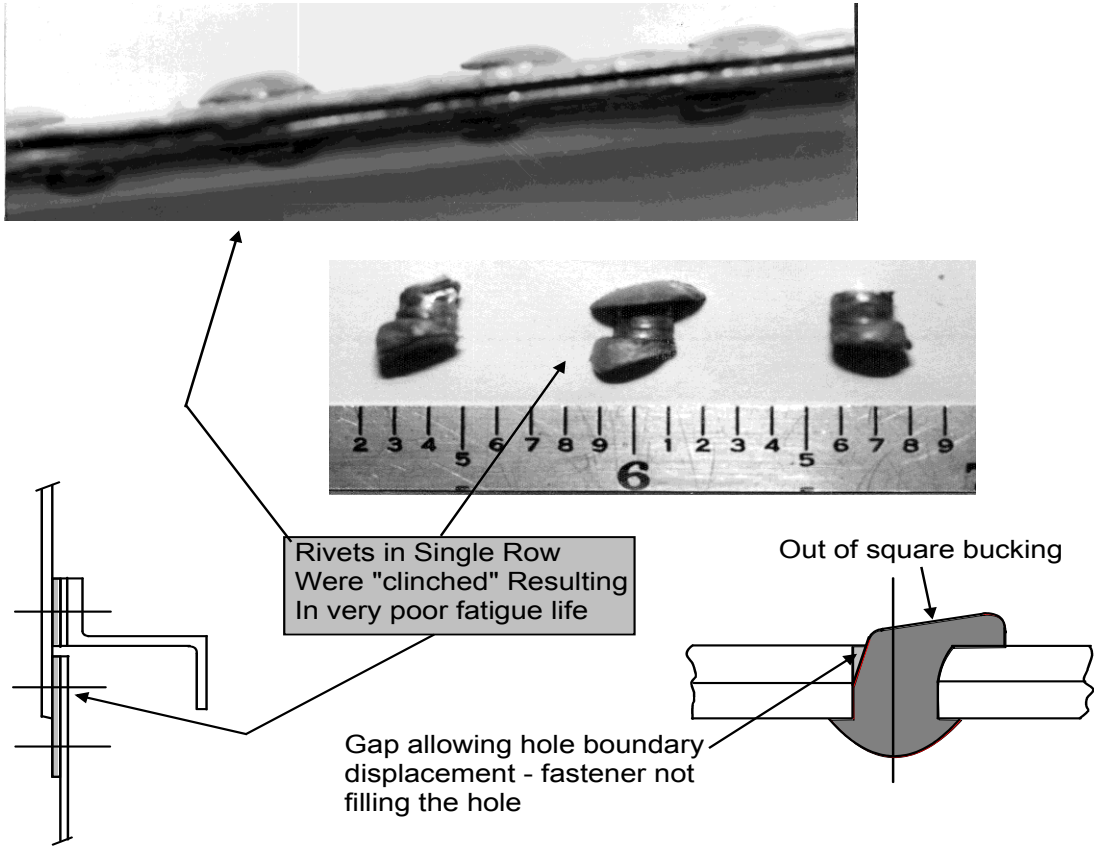 2 3 4 5 6 7 8 9 6 1 2 3 4 5 6 7 8 9
Rivets in Single Row
Were "clinched" Resulting
In very poor fatigue life
Out of square bucking
Gap allowing hole boundary
displacement - fastener not
filling the hole